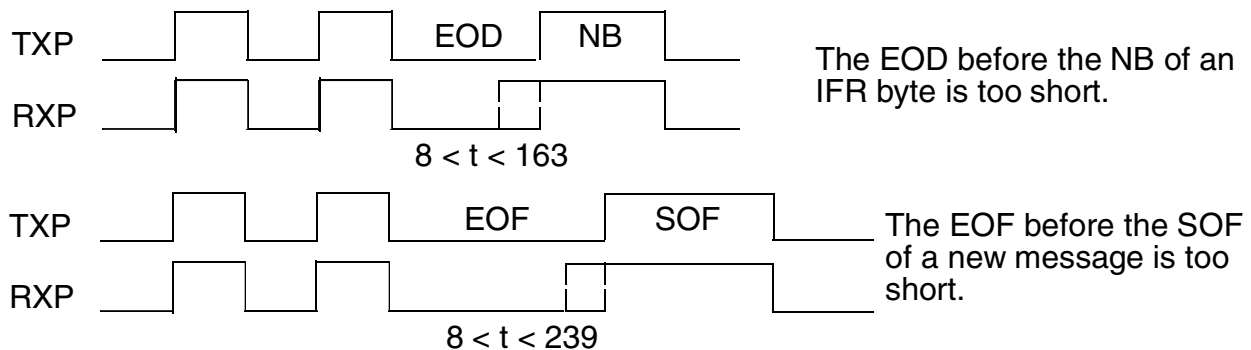 TXP EOD NB
The EOD before the NB of an
IFR byte is too short.
RXP
8 < t < 163
TXP EOF SOF
The EOF before the SOF
of a new message is too
short.
RXP
8 < t < 239